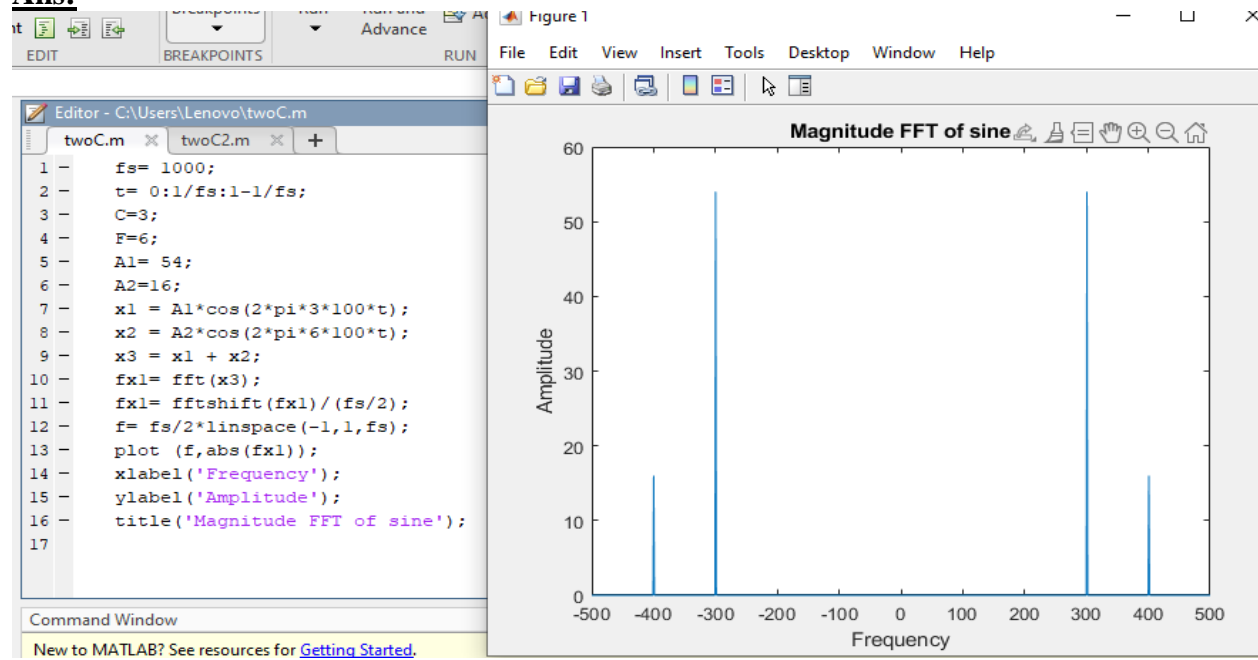 Ans:
Advance
EDIT
BREAKPOINTS
RUN
Editor - C:\Users\Lenovo\twoC.m
twoC.m
twoC2.m
1 - fs= 1000;
2 - t= 0:1/fs:1-1/fs;
3 - C=3;
4 - F=6;
5 - A1= 54;
6 - A2=16;
7 - x1 = A1*cos(2*pi*3*100*t);
8 - x2 = A2*cos(2*pi*6*100*t);
9 - x3 = x1 + x2;
10 - fx1= fft(x3);
11 - fx1= fftshift(fx1)/(fs/2);
12 - f= fs/2*linspace(-1,1,fs);
13 - plot (f,abs(fx1));
14 - xlabel('Frequency');
15 - ylabel('Amplitude');
16 - title('Magnitude FFT of sine');
17
Command Window
New to MATLAB? See resources for Getting Started.
Figure 1
File Edit View Insert Tools Desktop Window Help
Magnitude FFT of sine
60
50
40
30
20
10
0
Amplitude
-500 -400 -300 -200 -100 0 100 200 300 400 500
Frequency